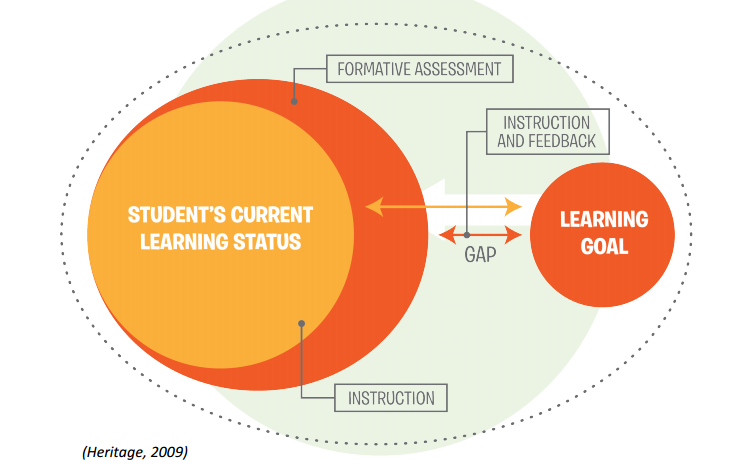 FORMATIVE ASSESSMENT
INSTRUCTION
AND FEEDBACK
STUDENT'S CURRENT
LEARNING STATUS
LEARNING
GOAL
GAP
INSTRUCTION
(Heritage, 2009)